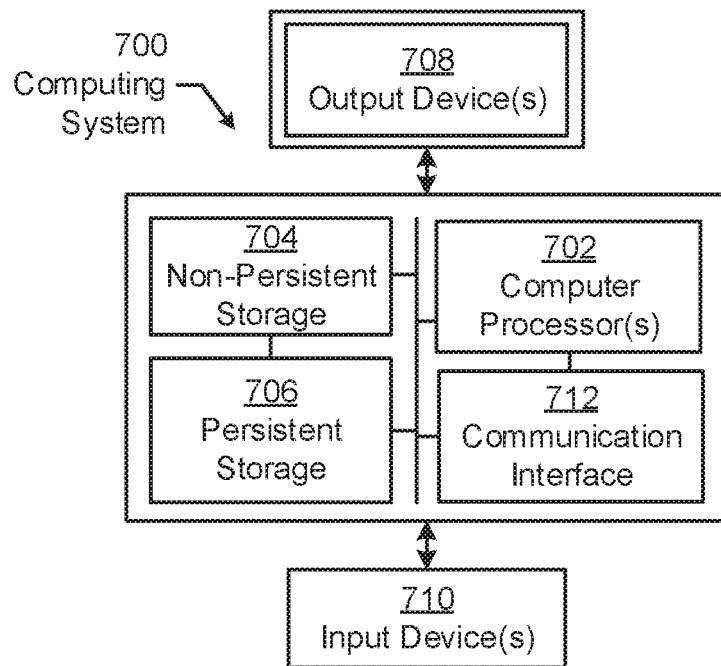 700
Computing
System
708
Output Device(s)
704
Non-Persistent
Storage
702
Computer
Processor(s)
706
Persistent
Storage
712
Communication
Interface
710
Input Device(s)